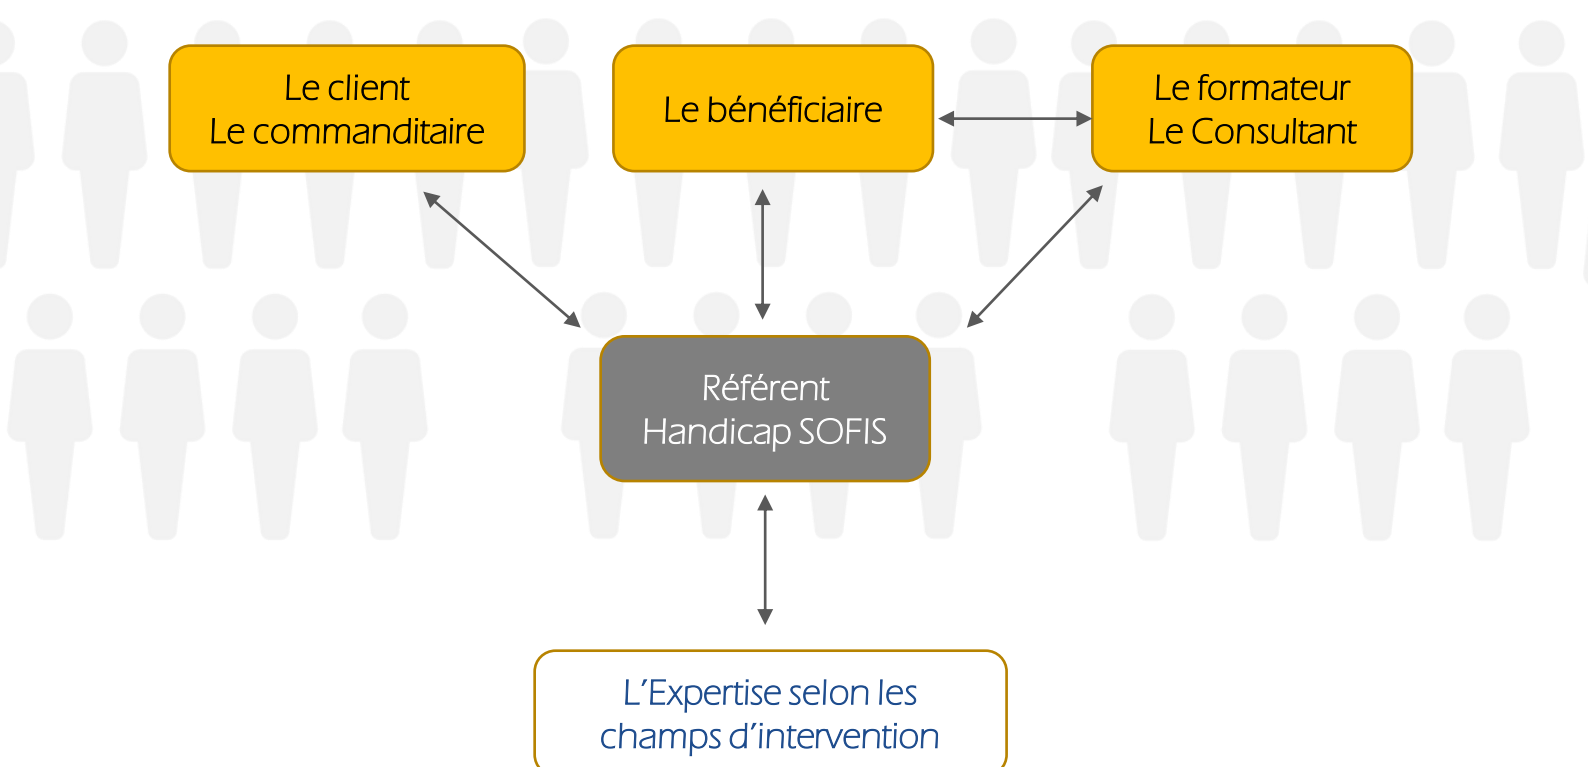 Le client
Le commanditaire
Le bénéficiaire
Le formateur
Le Consultant
Référent
Handicap SOFIS
L'Expertise selon les
champs d'intervention